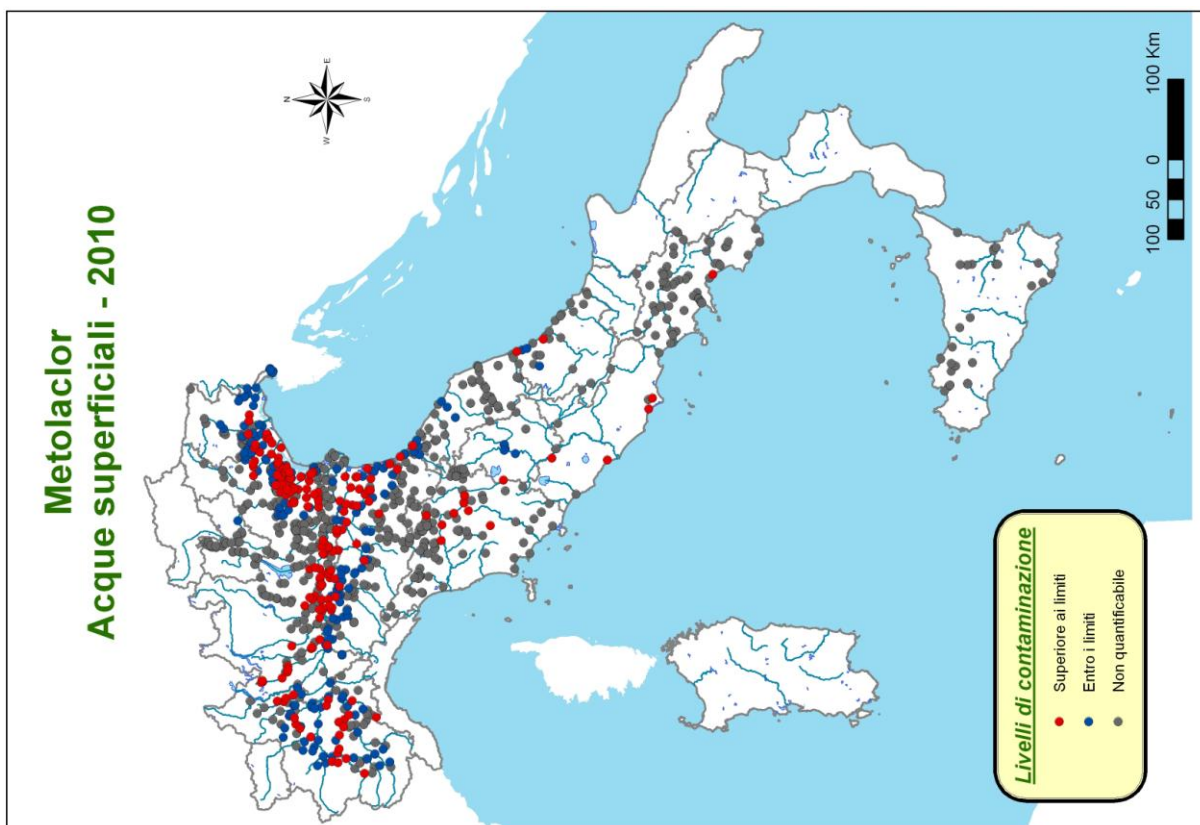 Metolaclor
Acque superficiali - 2010
N
W
E
S
100 50 0 100 Km
Livelli di contaminazione
Superiore ai limiti
Entro i limiti
Non quantificabile